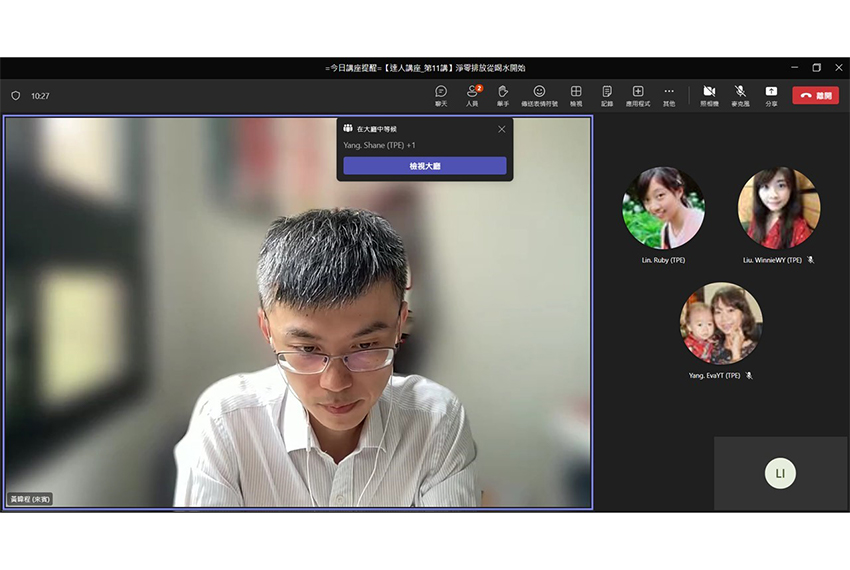 =今日講座提醒=【達人講座_第11講】淨零排放從喝水開始
10:27
聊天
人員
2
舉手
傳送表情符號
檢視
記錄
應用程式
其他
照相機
麥克風
分享
離開
在大廳中等候
Yang. Shane (TPE) +1
檢視大廳
Lin. Ruby (TPE)
Liu. WinnieWY (TPE)
Yang. EvaYT (TPE)
LI
黃暐程 (來賓)